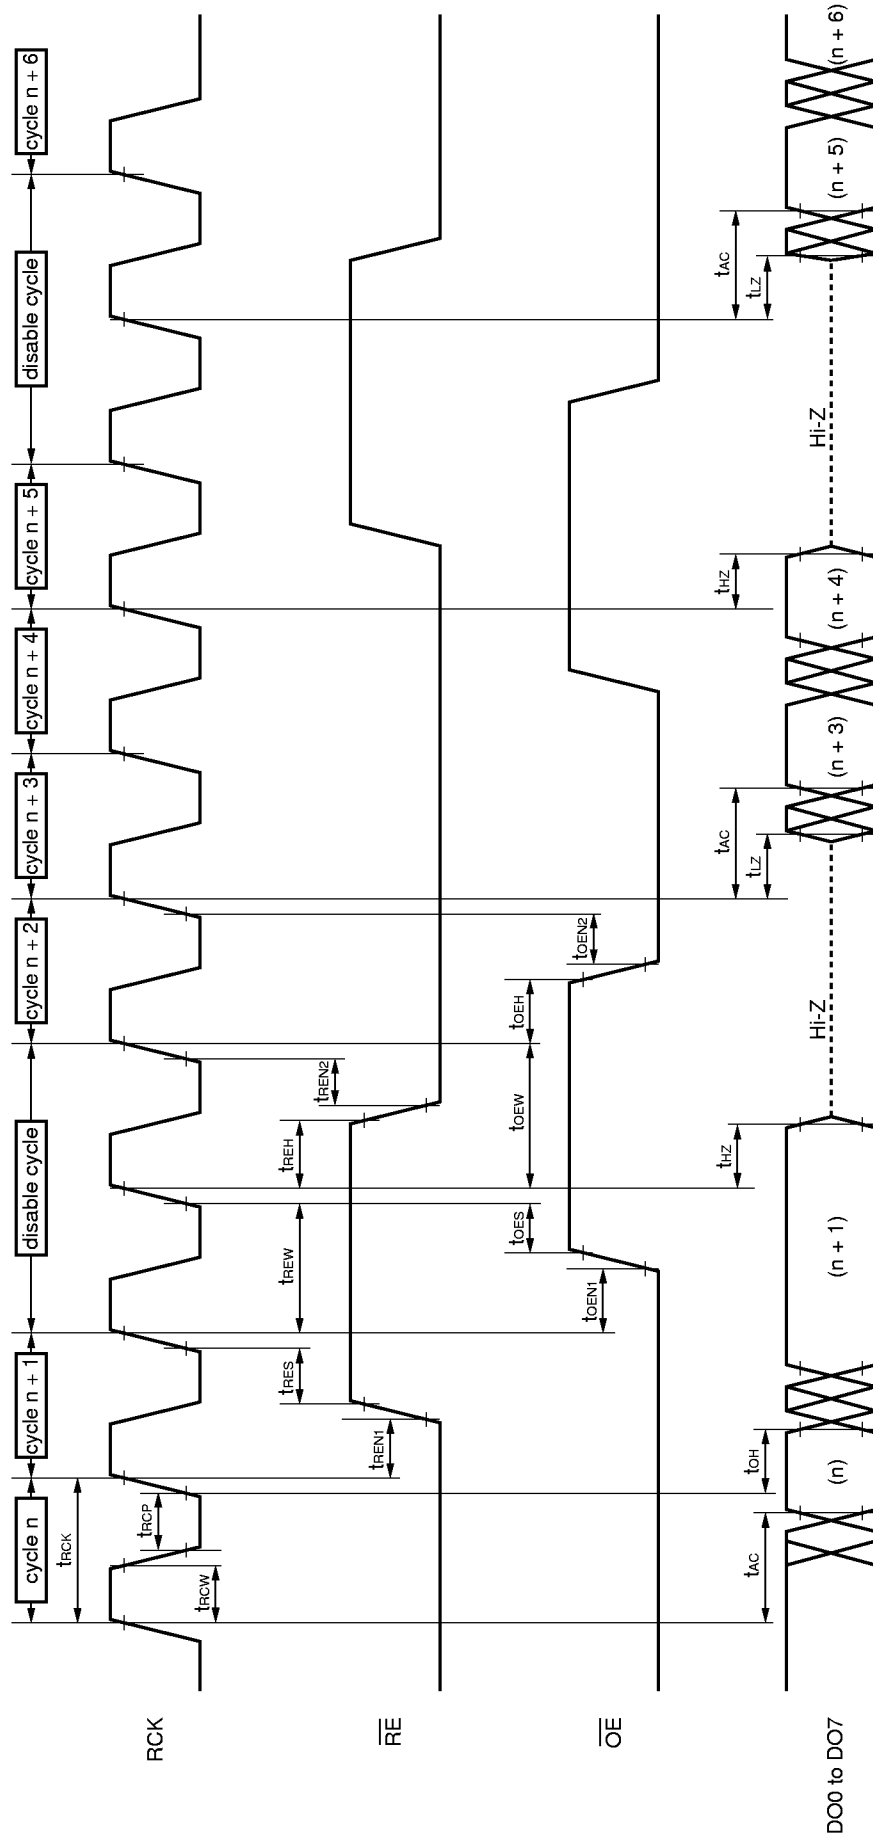 cycle n
cycle n + 1
disable cycle
cycle n + 2
cycle n + 3
cycle n + 4
cycle n + 5
disable cycle
cycle n + 6
tRCK
RCK
tRCW
tRCP
RE
tREN1
tRES
tREW
tREH
tREN2
OE
tOEN1
tOES
tOEW
tOEH
tOEN2
DO0 to DO7
tAC
tOH
tHZ
tLZ
tAC
tHZ
tLZ
tAC
(n)
(n + 1)
Hi-Z
(n + 3)
(n + 4)
Hi-Z
(n + 5)
(n + 6)